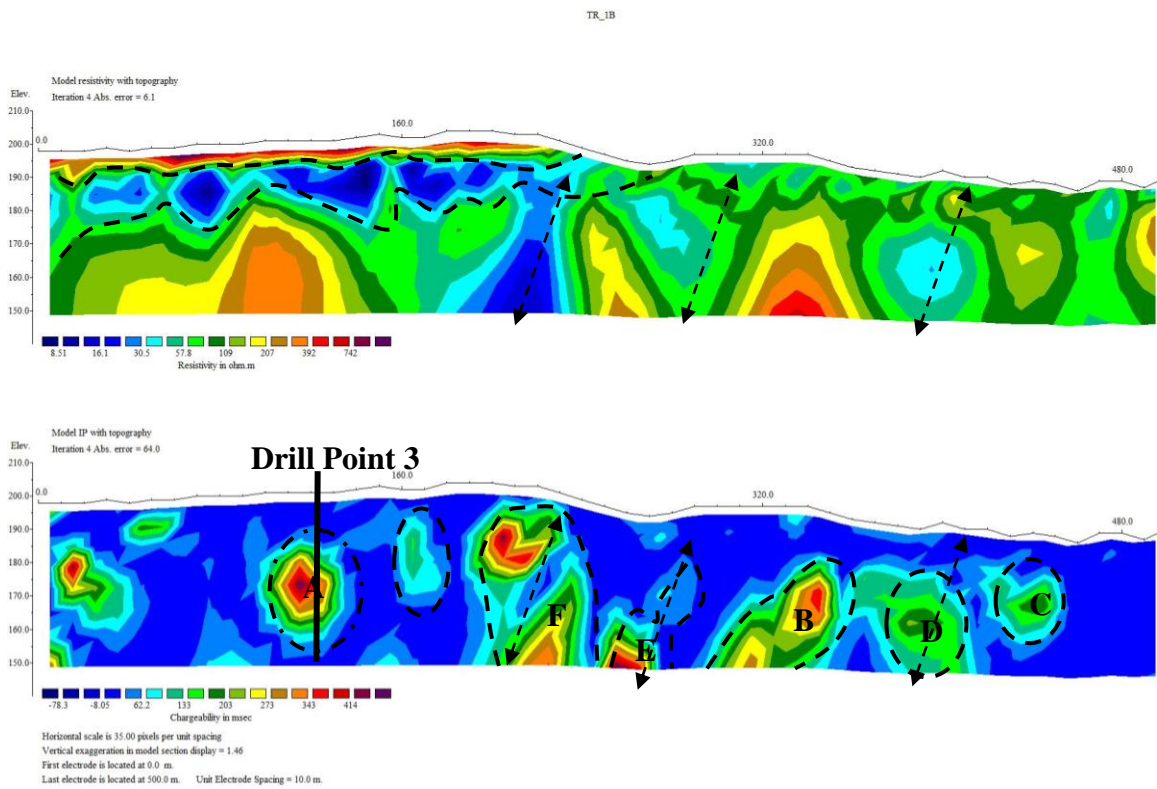 TR_1B
Model resistivity with topography
Iteration 4 Abs. error = 6.1
Elev.
210.0
200.0
190.0
180.0
170.0
160.0
150.0
0.0 160.0 320.0 480.0
8.51 16.1 30.5 57.8 109 207 392 742
Resistivity in ohm.m
Model IP with topography
Iteration 4 Abs. error = 64.0
Drill Point 3
Elev.
210.0
200.0
190.0
180.0
170.0
160.0
150.0
0.0 160.0 320.0 480.0
A F E B D C
-78.3 -8.05 62.2 133 203 273 343 414
Chargeability in msec
Horizontal scale is 35.00 pixels per unit spacing
Vertical exaggeration in model section display = 1.46
First electrode is located at 0.0 m.
Last electrode is located at 500.0 m. Unit Electrode Spacing = 10.0 m.